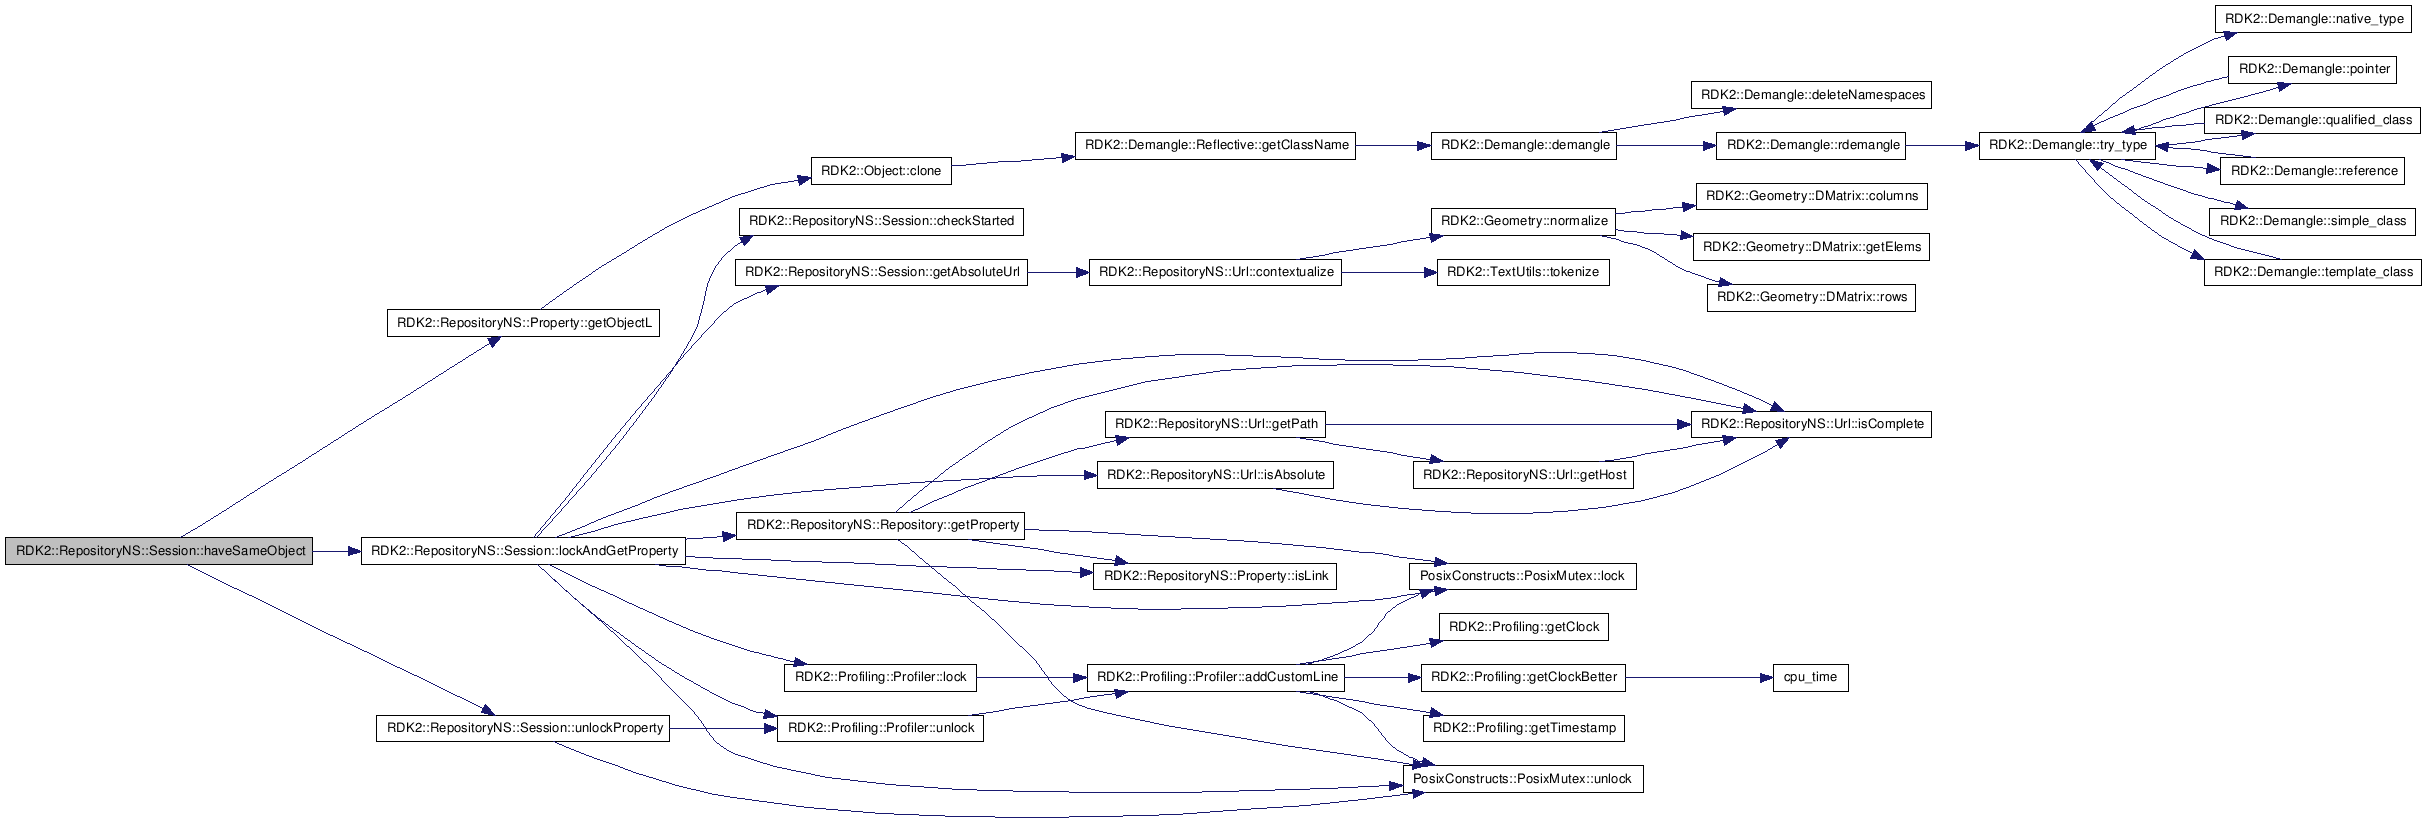 RDK2::RepositoryNS::Session::haveSameObject
RDK2::RepositoryNS::Property::getObjectL
RDK2::RepositoryNS::Session::lockAndGetProperty
RDK2::RepositoryNS::Session::unlockProperty
RDK2::Object::clone
RDK2::RepositoryNS::Session::checkStarted
RDK2::RepositoryNS::Session::getAbsoluteUrl
RDK2::RepositoryNS::Repository::getProperty
RDK2::Profiling::Profiler::lock
RDK2::Profiling::Profiler::unlock
RDK2::Demangle::Reflective::getClassName
RDK2::RepositoryNS::Url::contextualize
RDK2::RepositoryNS::Url::getPath
RDK2::RepositoryNS::Url::isAbsolute
RDK2::RepositoryNS::Property::isLink
RDK2::Profiling::Profiler::addCustomLine
RDK2::Demangle::demangle
RDK2::Geometry::normalize
RDK2::TextUtils::tokenize
RDK2::RepositoryNS::Url::getHost
PosixConstructs::PosixMutex::lock
RDK2::Profiling::getClock
RDK2::Profiling::getClockBetter
RDK2::Profiling::getTimestamp
PosixConstructs::PosixMutex::unlock
RDK2::Demangle::deleteNamespaces
RDK2::Demangle::rdemangle
RDK2::Geometry::DMatrix::columns
RDK2::Geometry::DMatrix::getElems
RDK2::Geometry::DMatrix::rows
RDK2::RepositoryNS::Url::isComplete
cpu_time
RDK2::Demangle::try_type
RDK2::Demangle::native_type
RDK2::Demangle::pointer
RDK2::Demangle::qualified_class
RDK2::Demangle::reference
RDK2::Demangle::simple_class
RDK2::Demangle::template_class